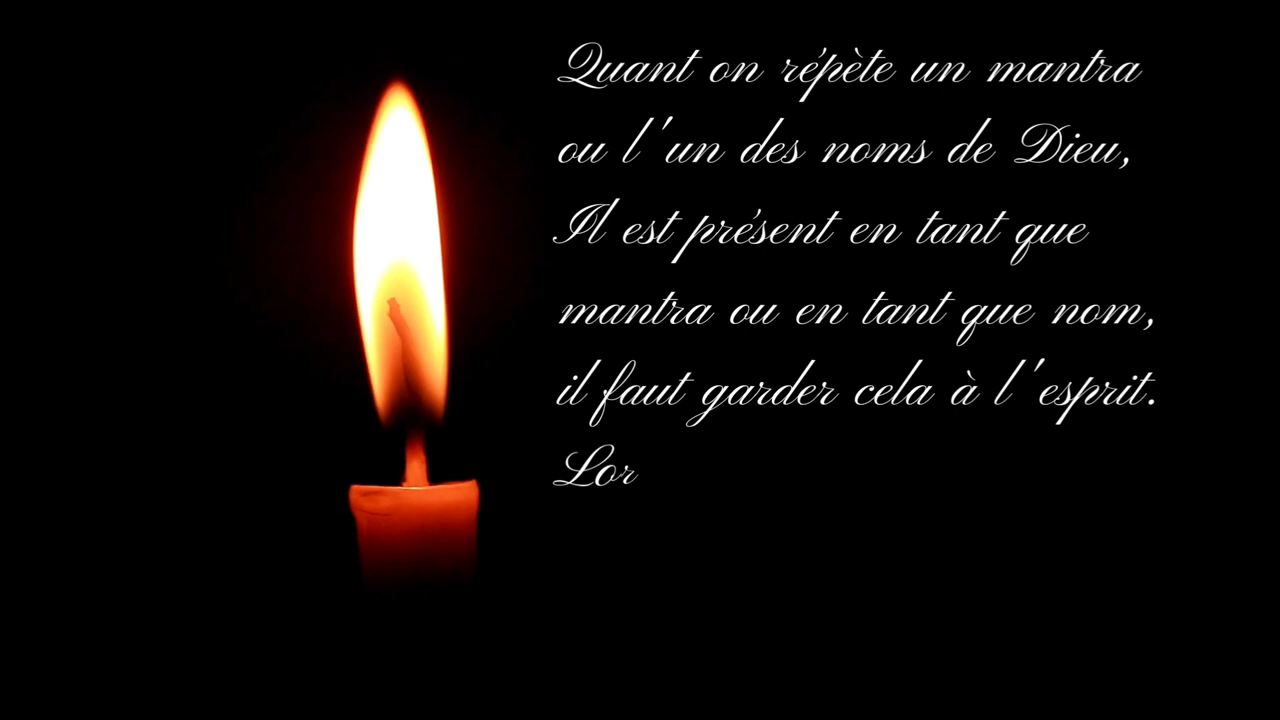 Quant on répète un mantra
ou l'un des noms de Dieu,
Il est présent en tant que
mantra ou en tant que nom,
il faut garder cela à l'esprit.
Lor